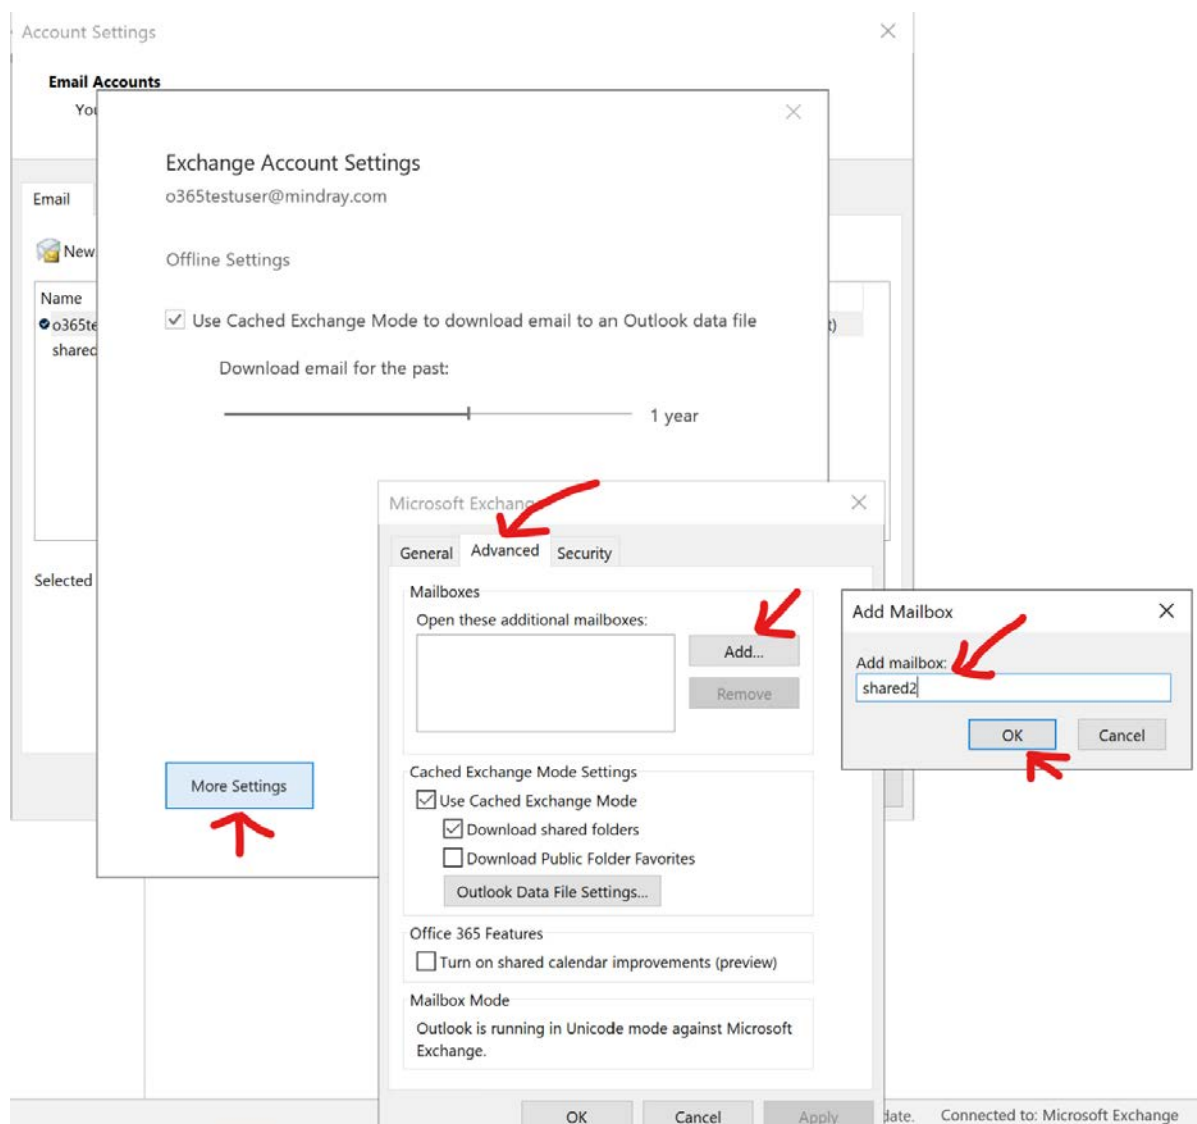 Account Settings
Email Accounts
You
Exchange Account Settings
o365testuser@mindray.com
Email
New
Offline Settings
Name
o365te
shared
Use Cached Exchange Mode to download email to an Outlook data file
t)
Download email for the past:
1 year
Selected
Microsoft Exchange
General Advanced Security
Mailboxes
Open these additional mailboxes:
Add...
Remove
Add Mailbox
Add mailbox:
shared2
OK Cancel
More Settings
Cached Exchange Mode Settings
Use Cached Exchange Mode
Download shared folders
Download Public Folder Favorites
Outlook Data File Settings...
Office 365 Features
Turn on shared calendar improvements (preview)
Mailbox Mode
Outlook is running in Unicode mode against Microsoft
Exchange.
OK Cancel Apply
date. Connected to: Microsoft Exchange